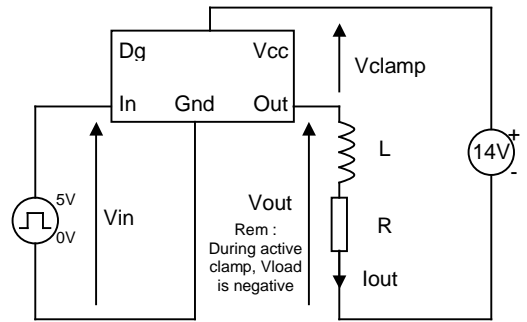 Dg
Vcc
In
Gnd
Out
Vclamp
14V
+
-
L
5V
0V
Vin
Vout
Rem :
During active
clamp, Vload
is negative
R
Iout